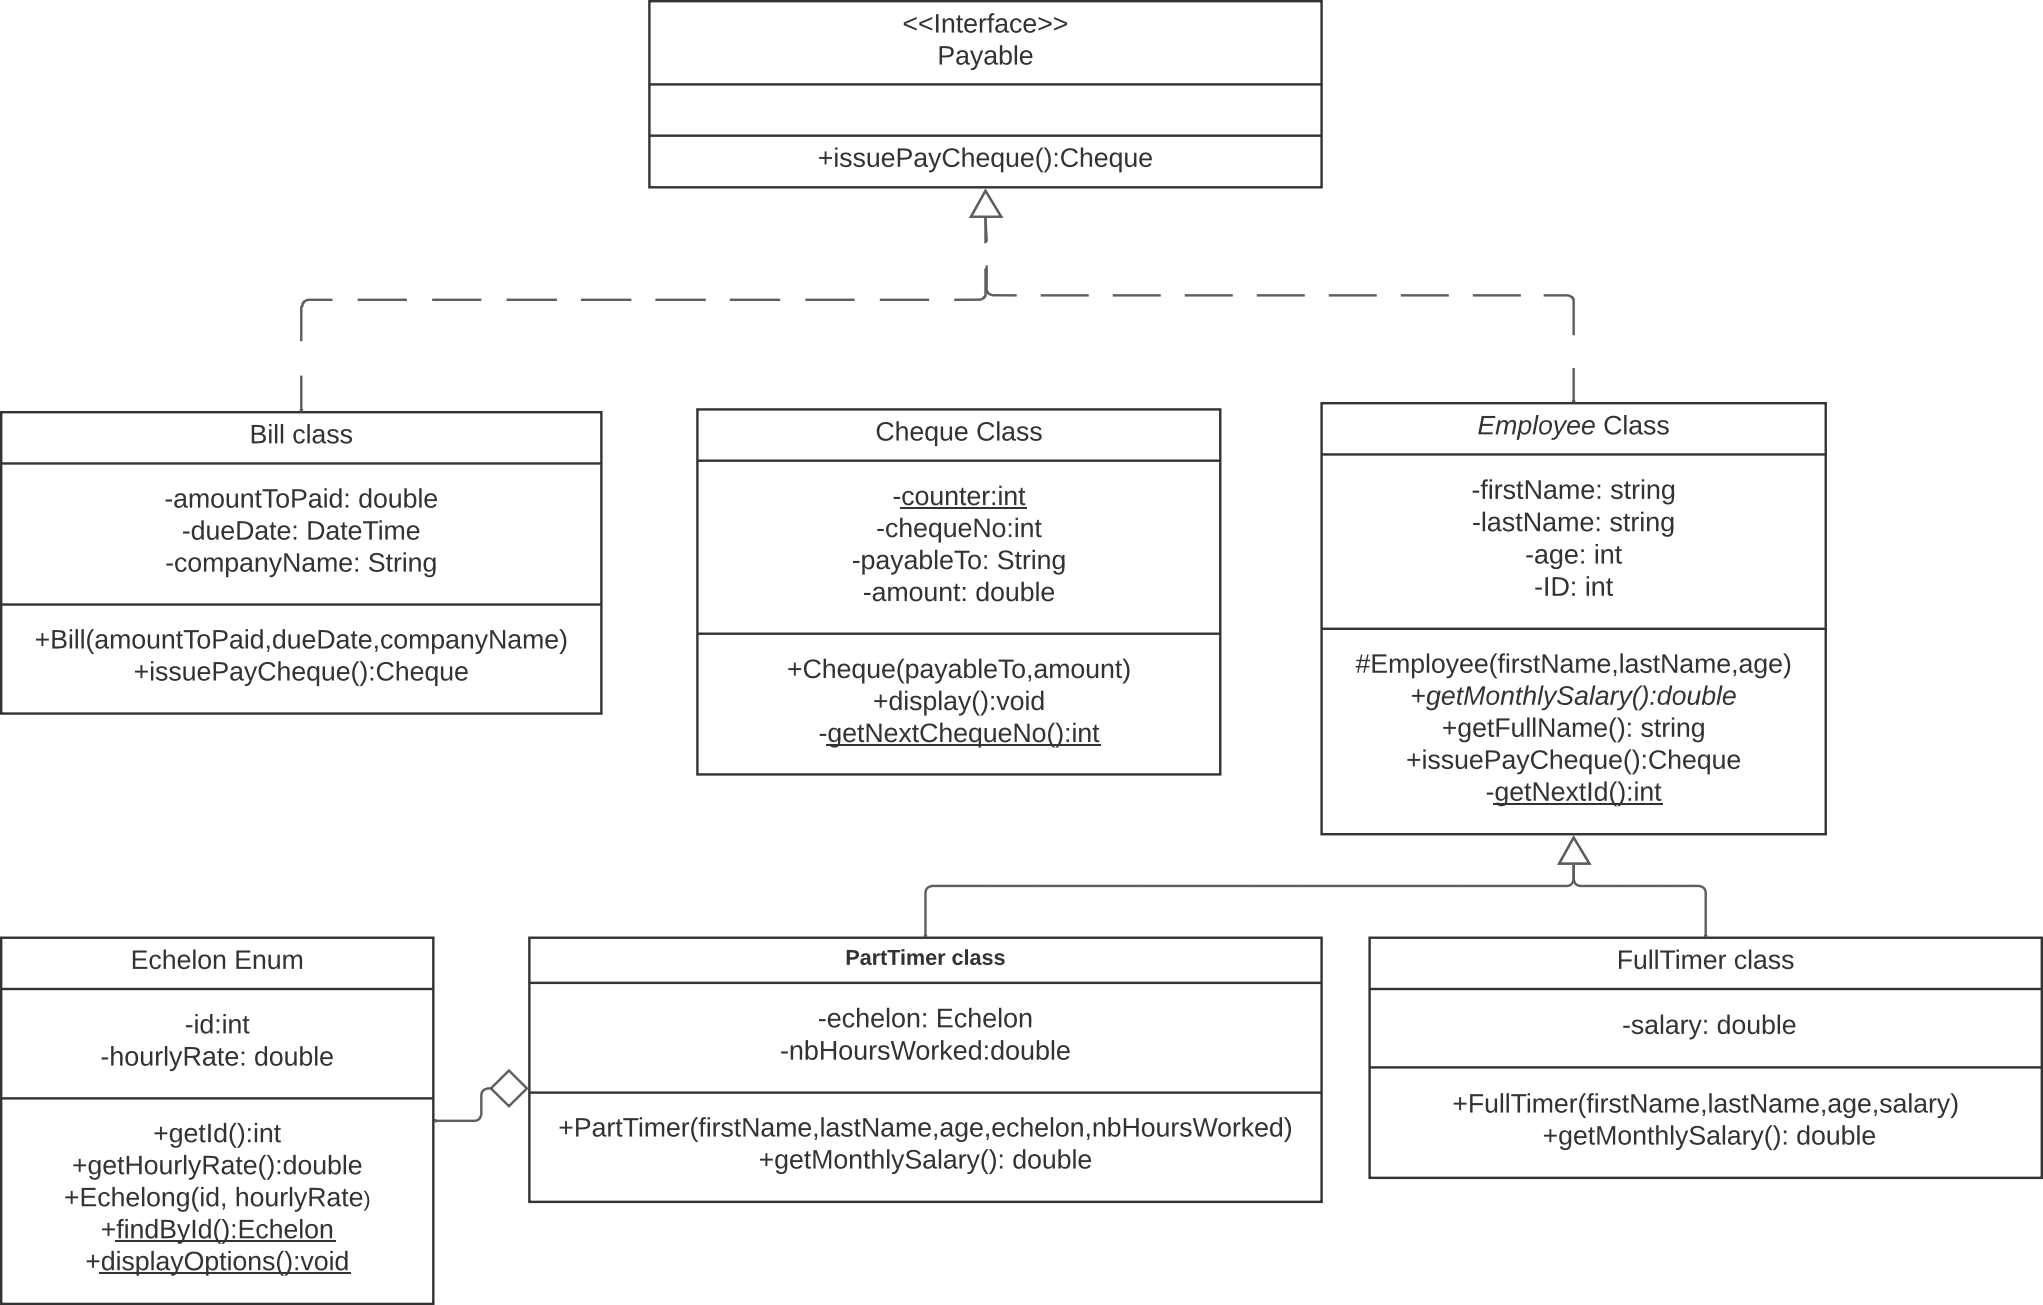 <<Interface>>
Payable
+issuePayCheque():Cheque
Bill class
-amountToPaid: double
-dueDate: DateTime
-companyName: String
+Bill(amountToPaid,dueDate,companyName)
+issuePayCheque():Cheque
Cheque Class
-counter:int
-chequeNo:int
-payableTo: String
-amount: double
+Cheque(payableTo,amount)
+display():void
-getNextChequeNo():int
Employee Class
-firstName: string
-lastName: string
-age: int
-ID: int
#Employee(firstName,lastName,age)
+getMonthlySalary():double
+getFullName(): string
+issuePayCheque():Cheque
-getNextId():int
Echelon Enum
-id:int
-hourlyRate: double
+getId():int
+getHourlyRate():double
+Echelong(id, hourlyRate)
+findById():Echelon
+displayOptions():void
PartTimer class
-echelon: Echelon
-nbHoursWorked:double
+PartTimer(firstName,lastName,age,echelon,nbHoursWorked)
+getMonthlySalary(): double
FullTimer class
-salary: double
+FullTimer(firstName,lastName,age,salary)
+getMonthlySalary(): double